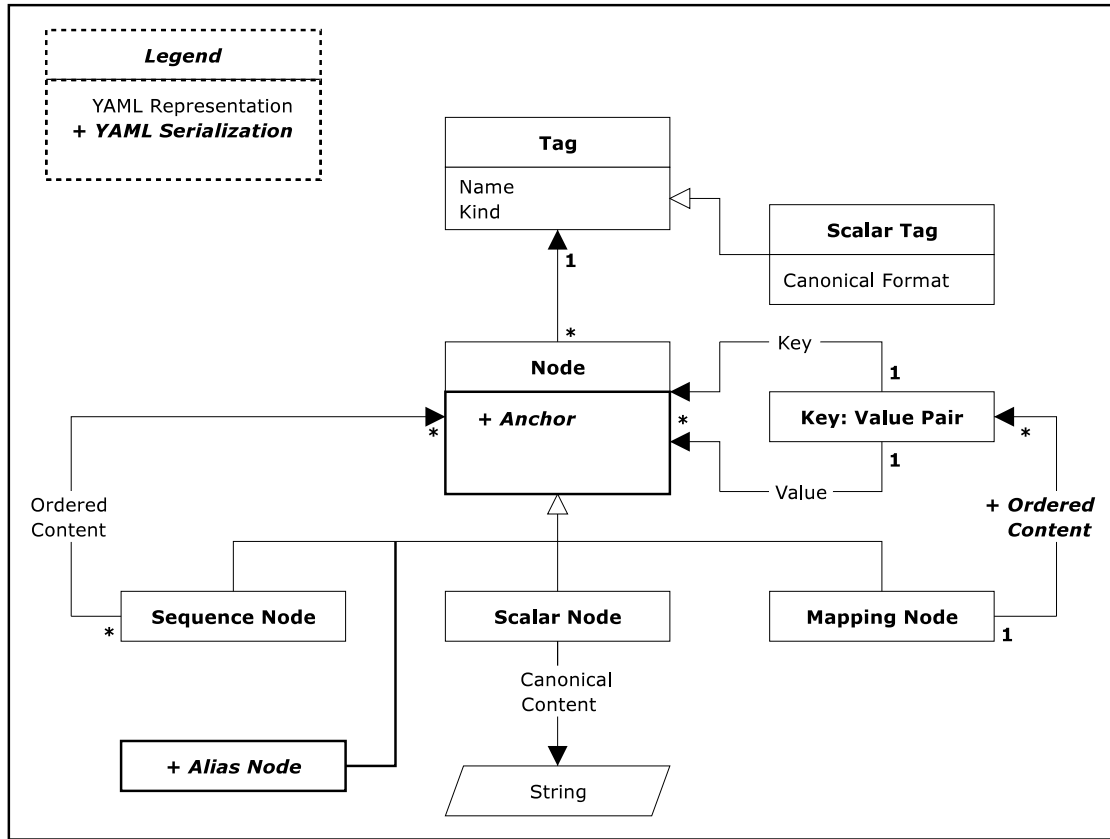 Legend
YAML Representation
+ YAML Serialization
Tag
Name
Kind
Scalar Tag
Canonical Format
1
*
Node
+ Anchor
Key
1
Key: Value Pair
*
*
*
1
Value
Ordered
Content
+ Ordered
Content
Sequence Node
*
Scalar Node
Mapping Node
1
Canonical
Content
+ Alias Node
String